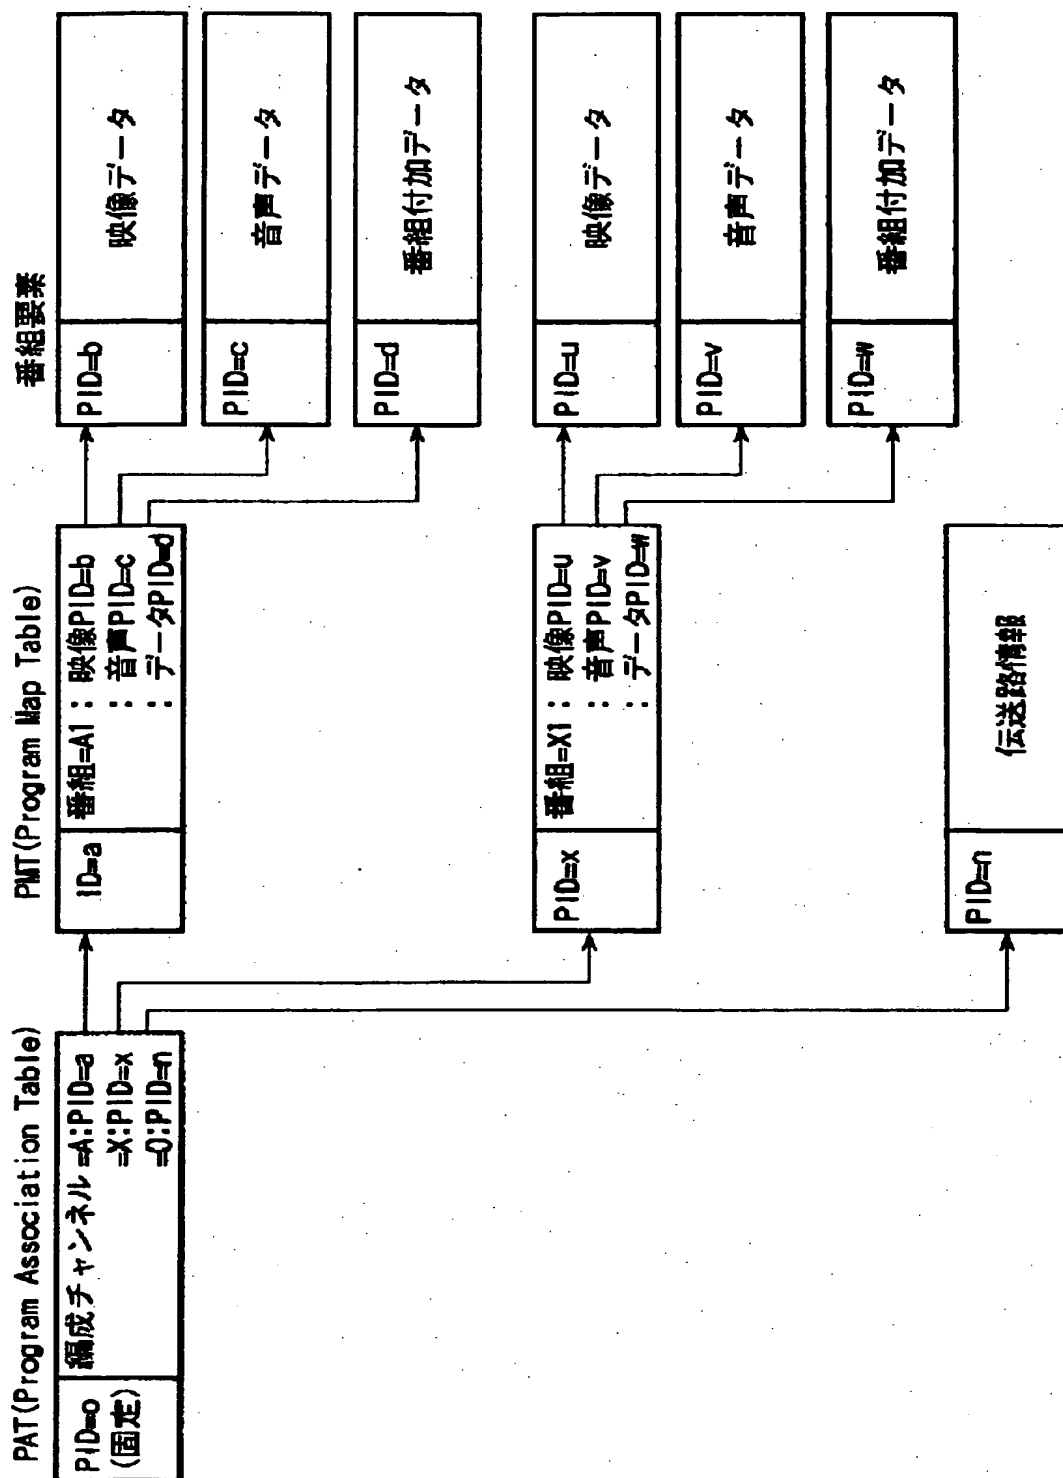 PAT(Program Association Table)
PID=o
(固定)
編成チャンネル=A:PID=a
=X:PID=x
=0:PID=n
PMT(Program Map Table)
ID=a
番組=A1:映像PID=b
:音声PID=c
:データPID=d
PID=x
番組=X1:映像PID=u
:音声PID=v
:データPID=w
PID=n
伝送路情報
番組要素
PID=b
映像データ
PID=c
音声データ
PID=d
番組付加データ
PID=u
映像データ
PID=v
音声データ
PID=w
番組付加データ